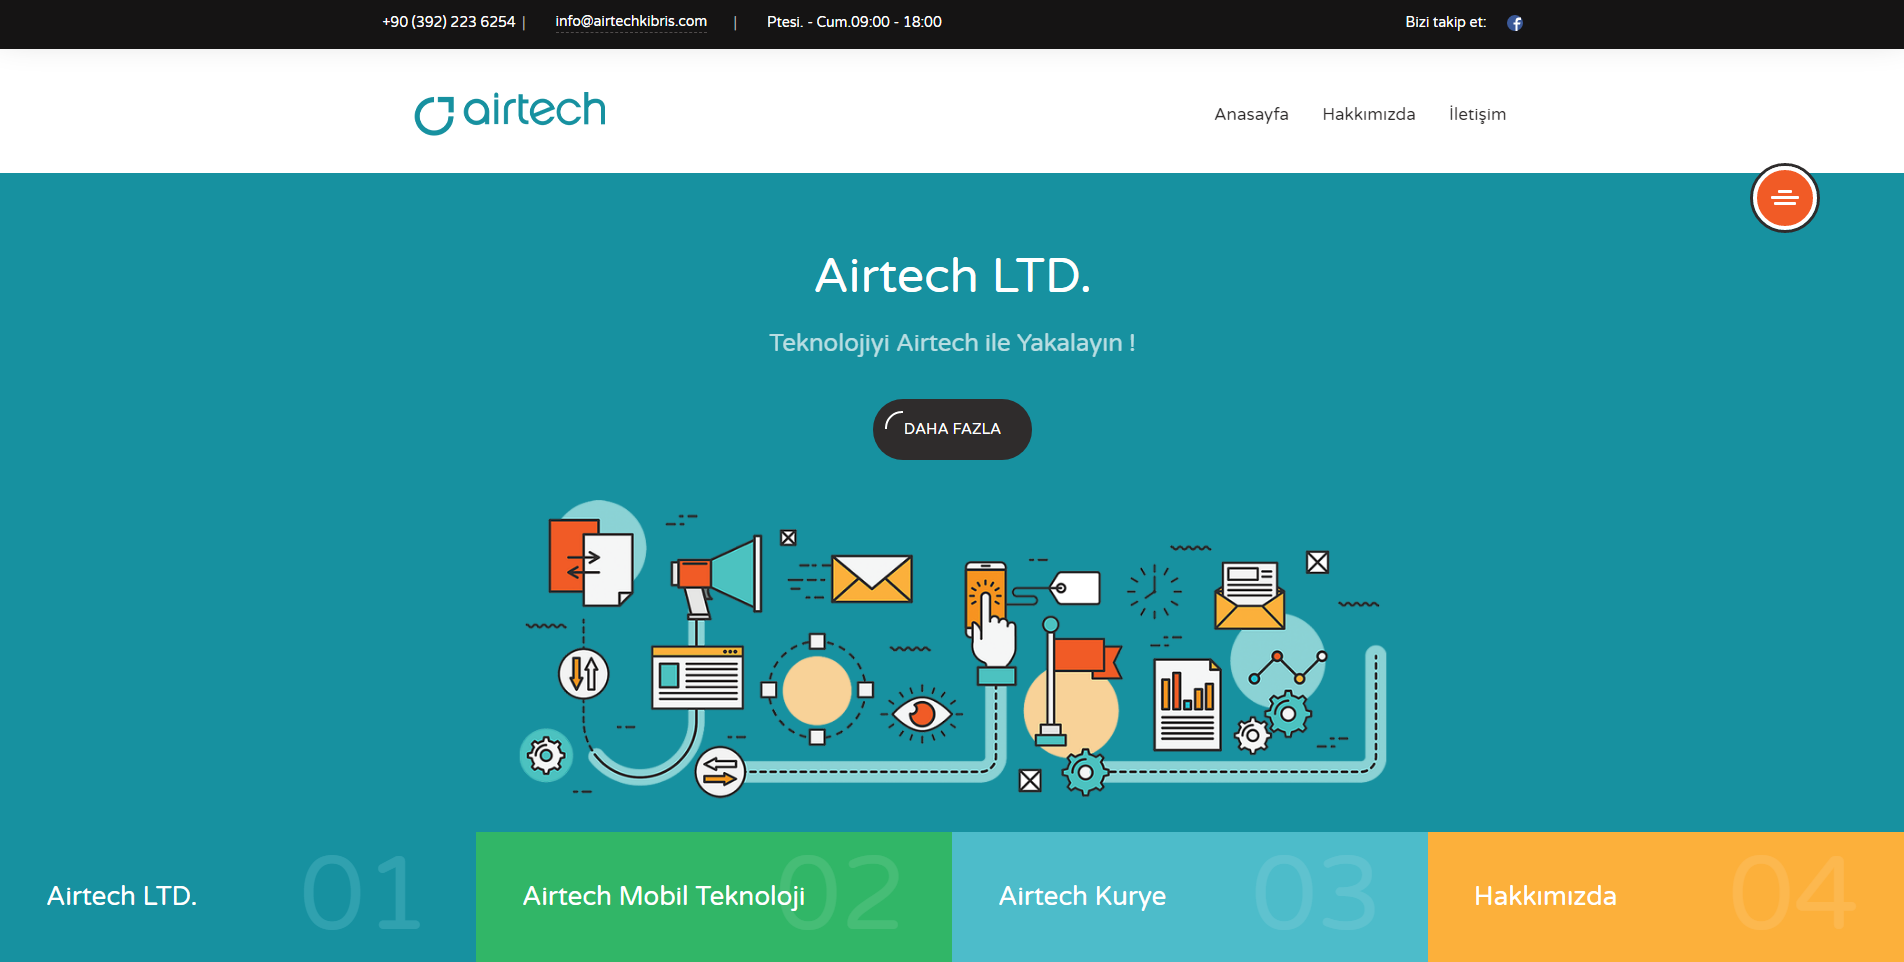 +90 (392) 223 6254 | info@airtechkibris.com | Ptesi. - Cum.09:00 - 18:00 Bizi takip et:
airtech
Anasayfa Hakkımızda İletişim
Airtech LTD.
Teknolojiyi Airtech ile Yakalayın !
DAHA FAZLA
Airtech LTD. 01
Airtech Mobil Teknoloji 02
Airtech Kurye 03
Hakkımızda 04